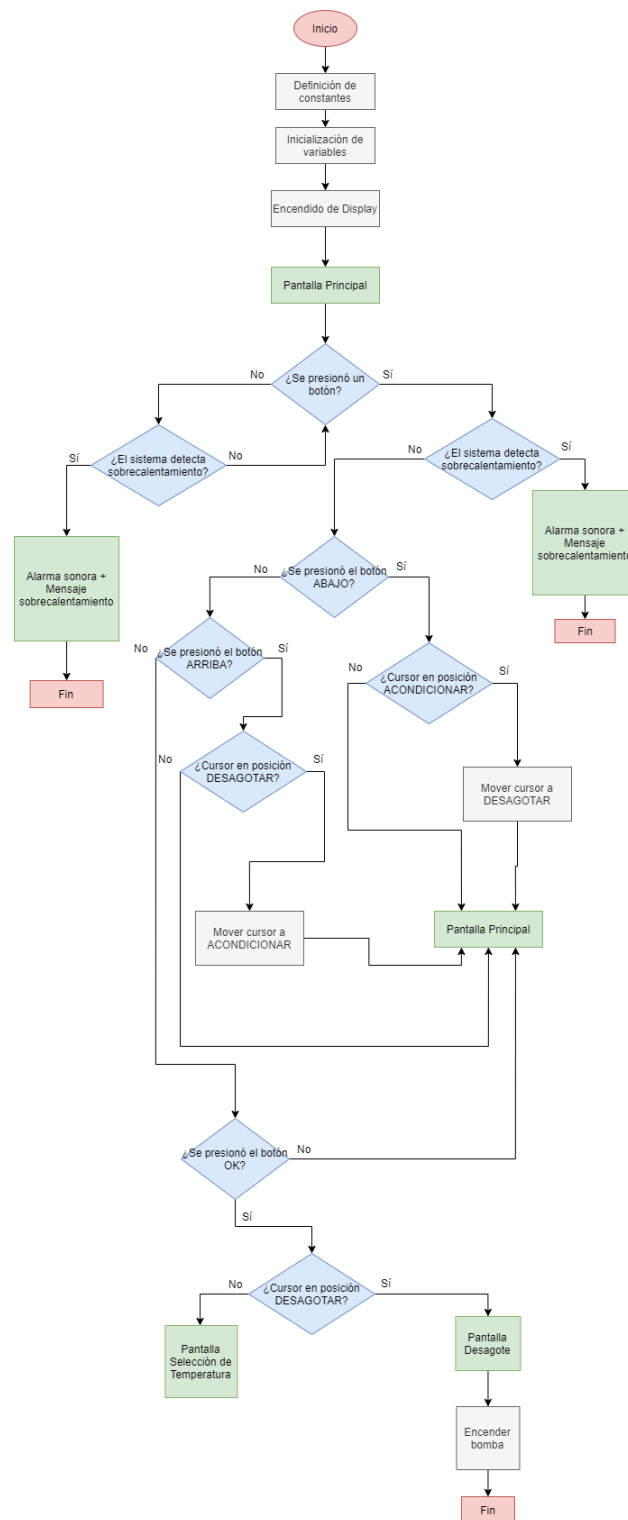 Inicio
Definición de
constantes
Inicialización de
variables
Encendido de Display
Pantalla Principal
¿Se presionó un
botón?
No
Sí
¿El sistema detecta
sobrecalentamiento?
Sí
No
¿El sistema detecta
sobrecalentamiento?
No
Sí
Alarma sonora +
Mensaje
sobrecalentamiento
Fin
Alarma sonora +
Mensaje
sobrecalentamiento
Fin
¿Se presionó el botón
ABAJO?
No
Sí
¿Se presionó el botón
ARRIBA?
No
Sí
¿Cursor en posición
ACONDICIONAR?
No
Sí
¿Cursor en posición
DESAGOTAR?
No
Sí
Mover cursor a
DESAGOTAR
Mover cursor a
ACONDICIONAR
Pantalla Principal
¿Se presionó el botón
OK?
No
Sí
¿Cursor en posición
DESAGOTAR?
No
Sí
Pantalla
Selección de
Temperatura
Pantalla
Desagote
Encender
bomba
Fin